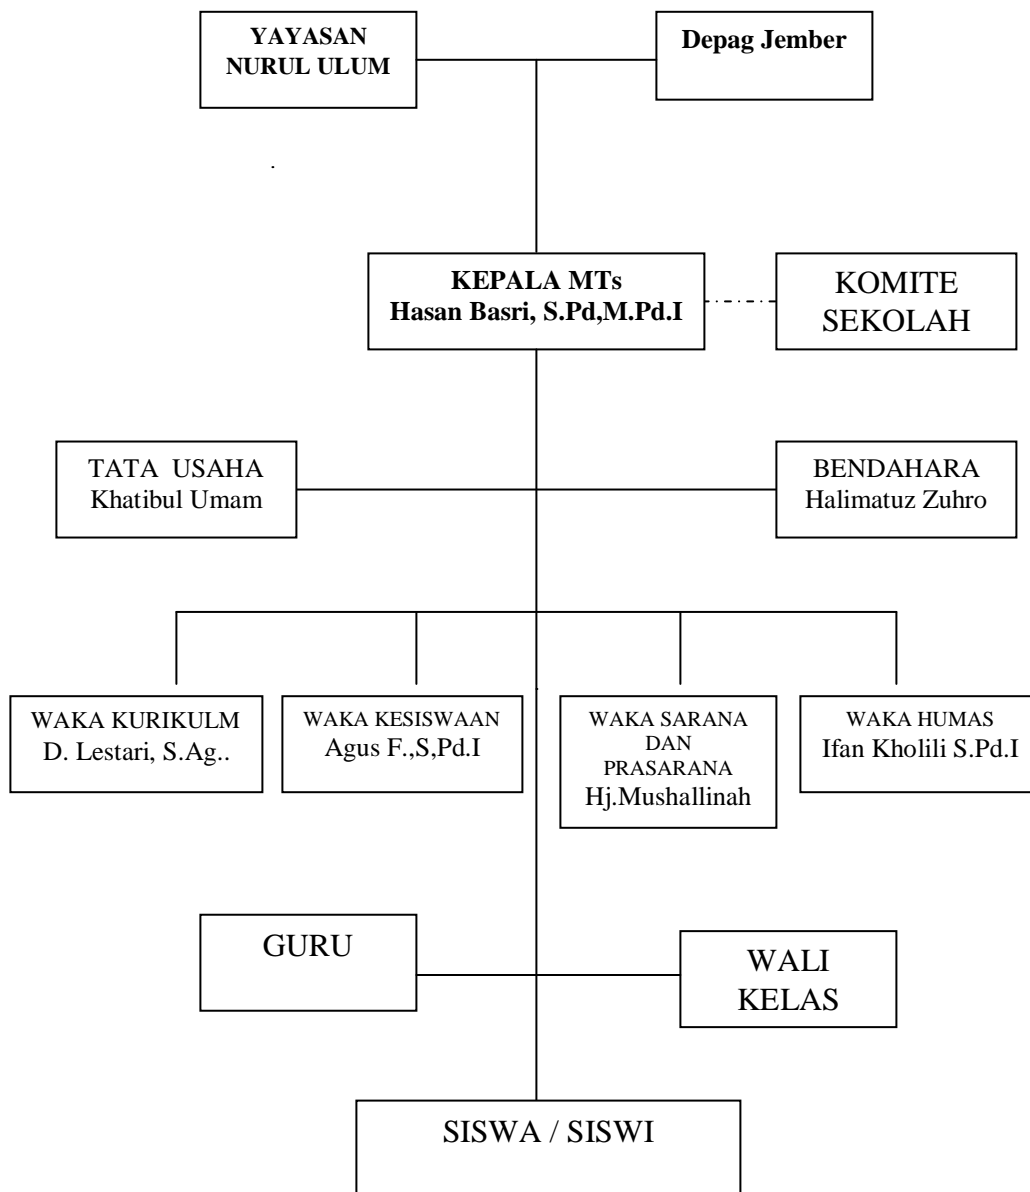 YAYASAN
NURUL ULUM
Depag Jember
KEPALA MTs
Hasan Basri, S.Pd,M.Pd.I
KOMITE
SEKOLAH
TATA USAHA
Khatibul Umam
BENDAHARA
Halimatuz Zuhro
WAKA KURIKULM
D. Lestari, S.Ag..
WAKA KESISWAAN
Agus F.,S,Pd.I
WAKA SARANA
DAN
PRASARANA
Hj.Mushallinah
WAKA HUMAS
Ifan Kholili S.Pd.I
GURU
WALI
KELAS
SISWA / SISWI